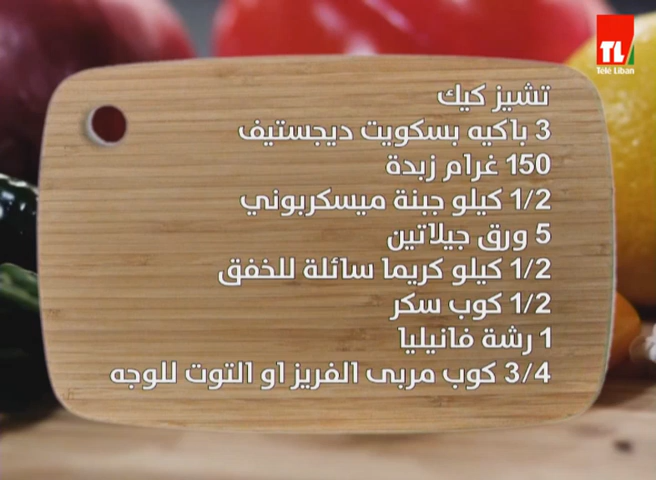 TL
Télé Liban
تشيز كيك
3 باكيه بسكويت ديجستيف
150 غرام زبدة
1/2 كيلو جبنة ميسكربوني
5 ورق جيلاتين
1/2 كيلو كريما سائلة للخفق
1/2 كوب سكر
1 رشة فانيليا
3/4 كوب مربى الفريز او التوت للوجه